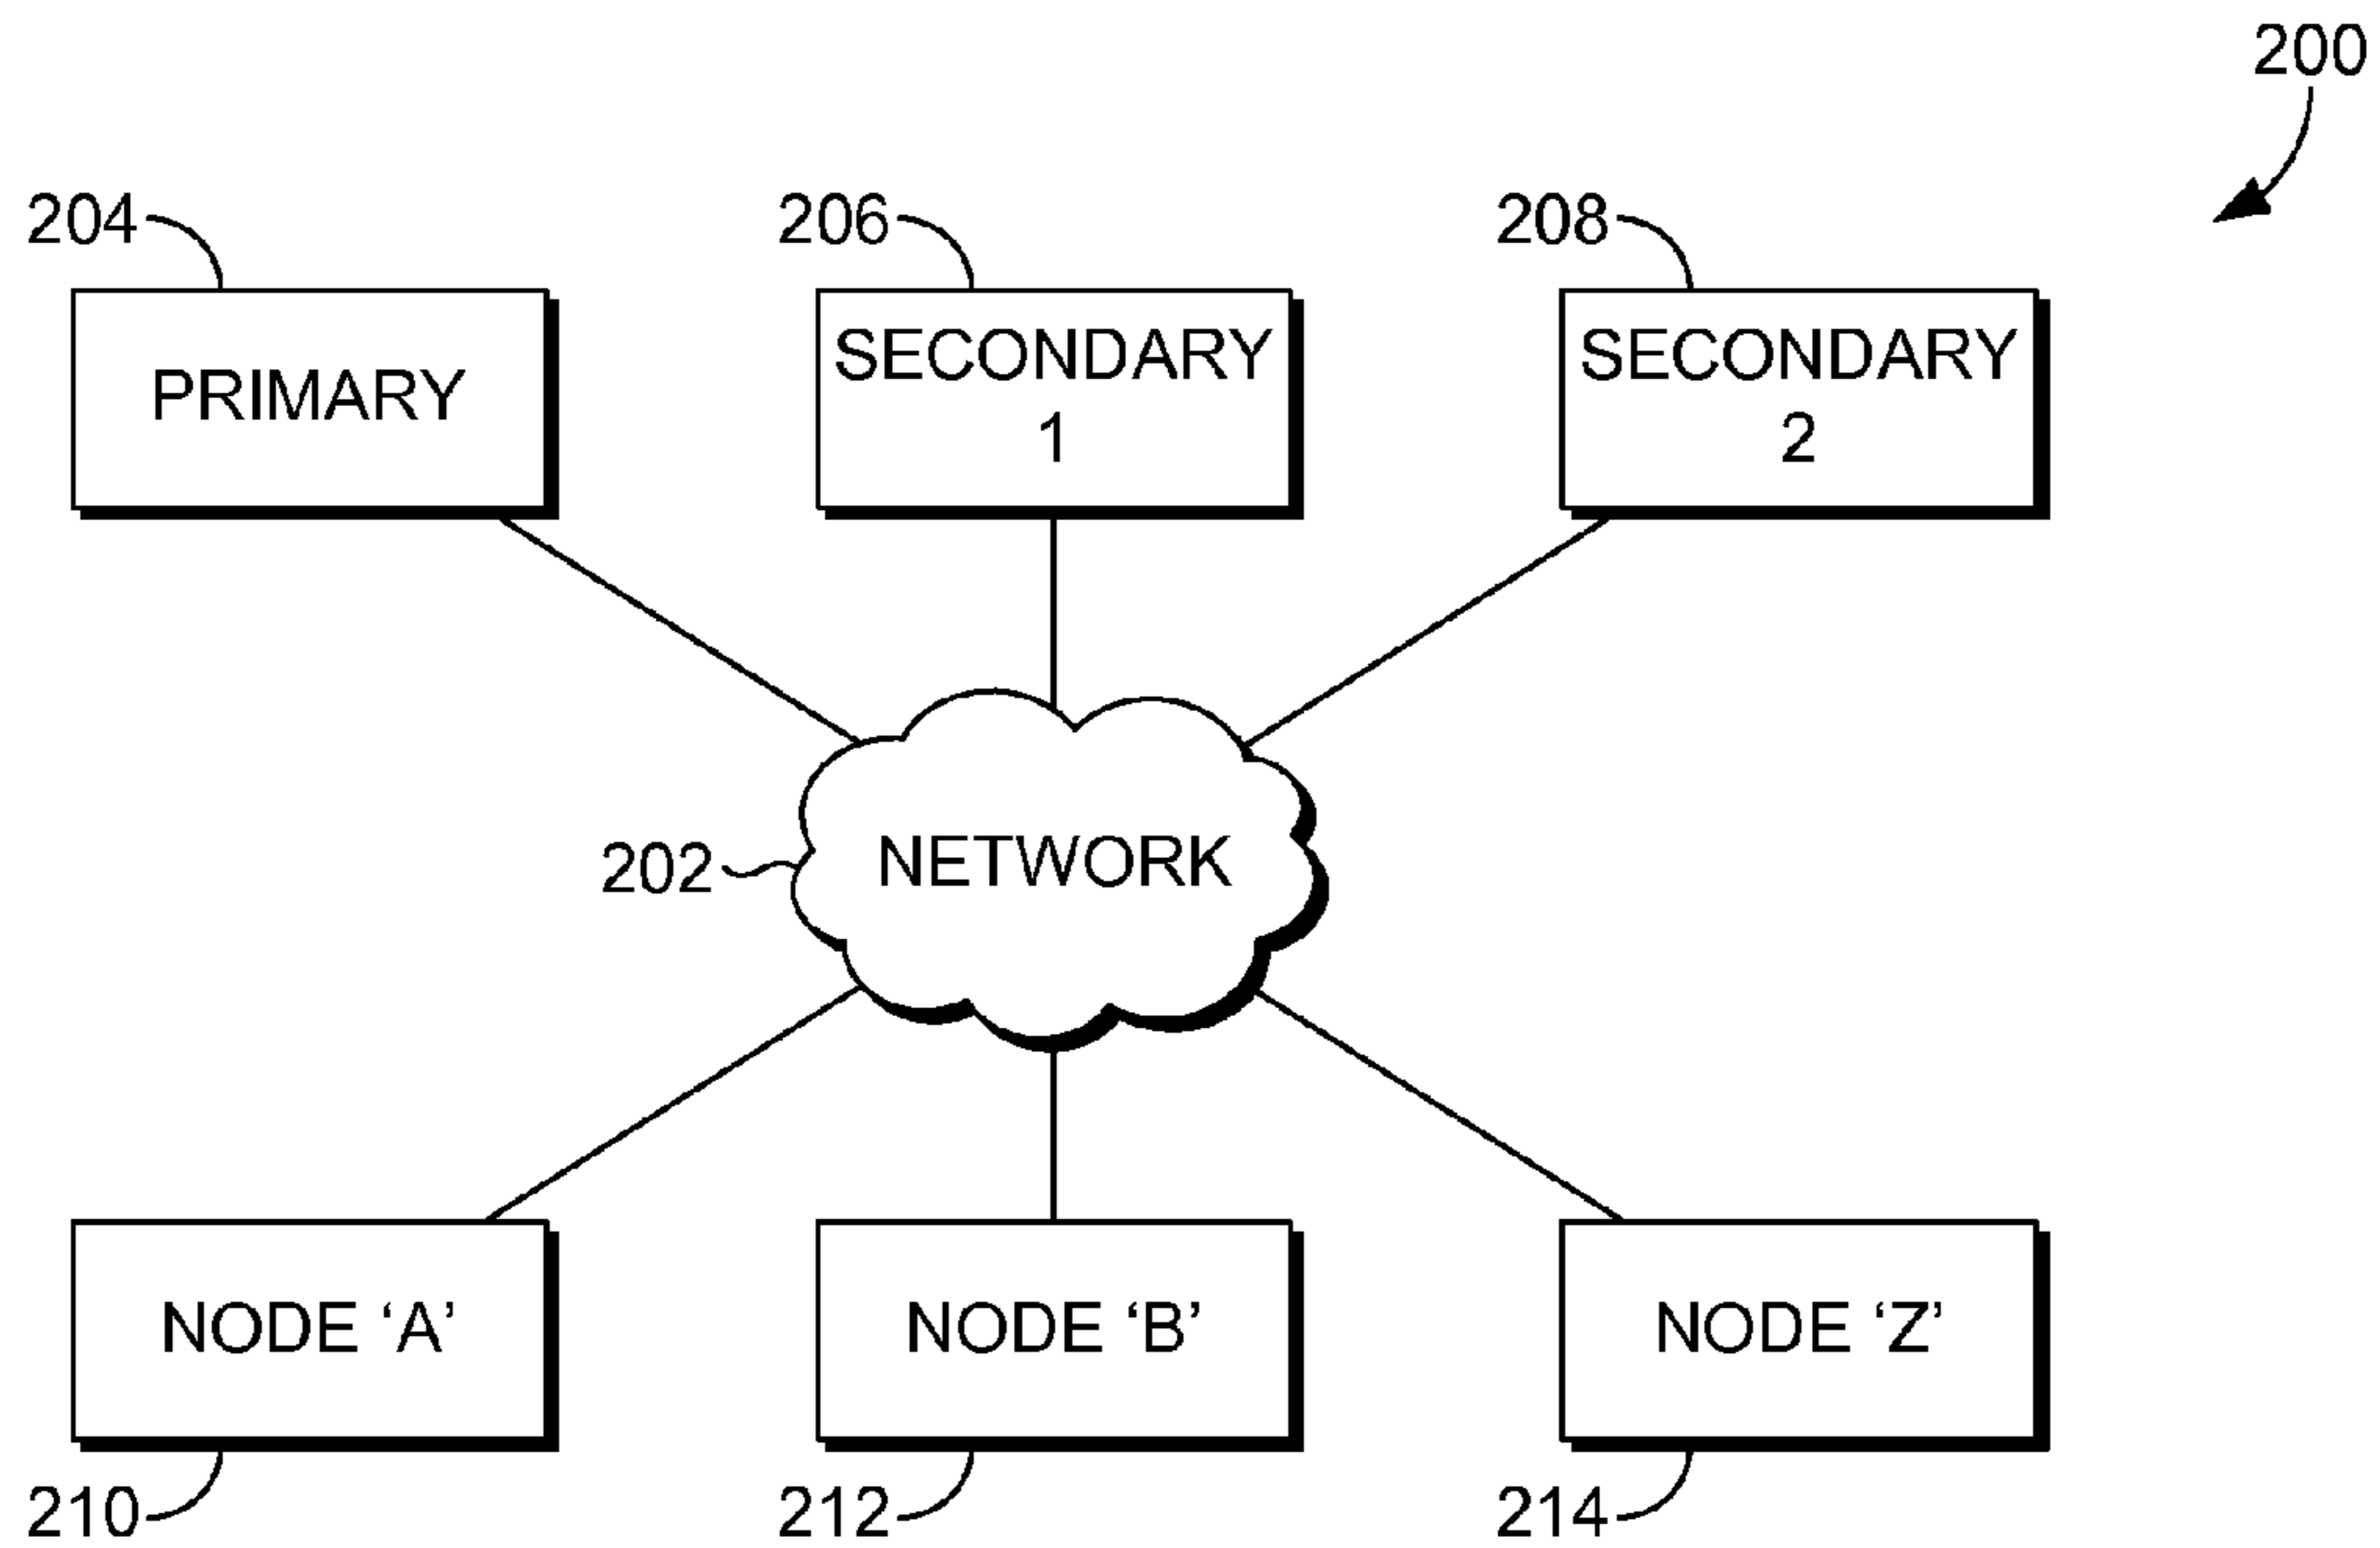 200
204
206
208
PRIMARY
SECONDARY
1
SECONDARY
2
202
NETWORK
NODE ‘A’
NODE ‘B’
NODE ‘Z’
210
212
214